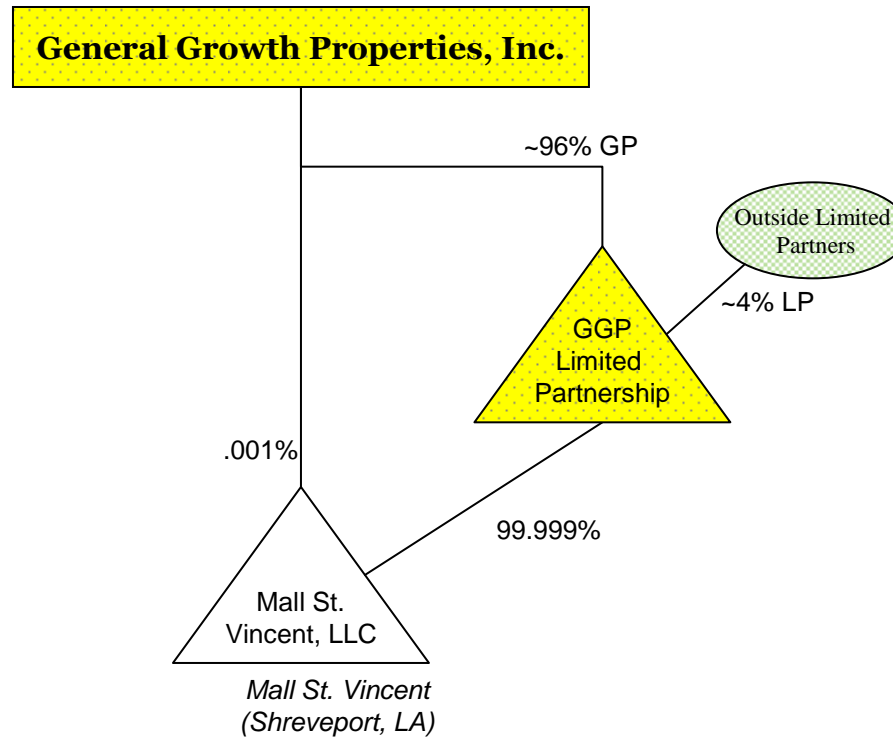 General Growth Properties, Inc.
~96% GP
Outside Limited
Partners
~4% LP
GGP
Limited
Partnership
.001%
99.999%
Mall St.
Vincent, LLC
Mall St. Vincent
(Shreveport, LA)